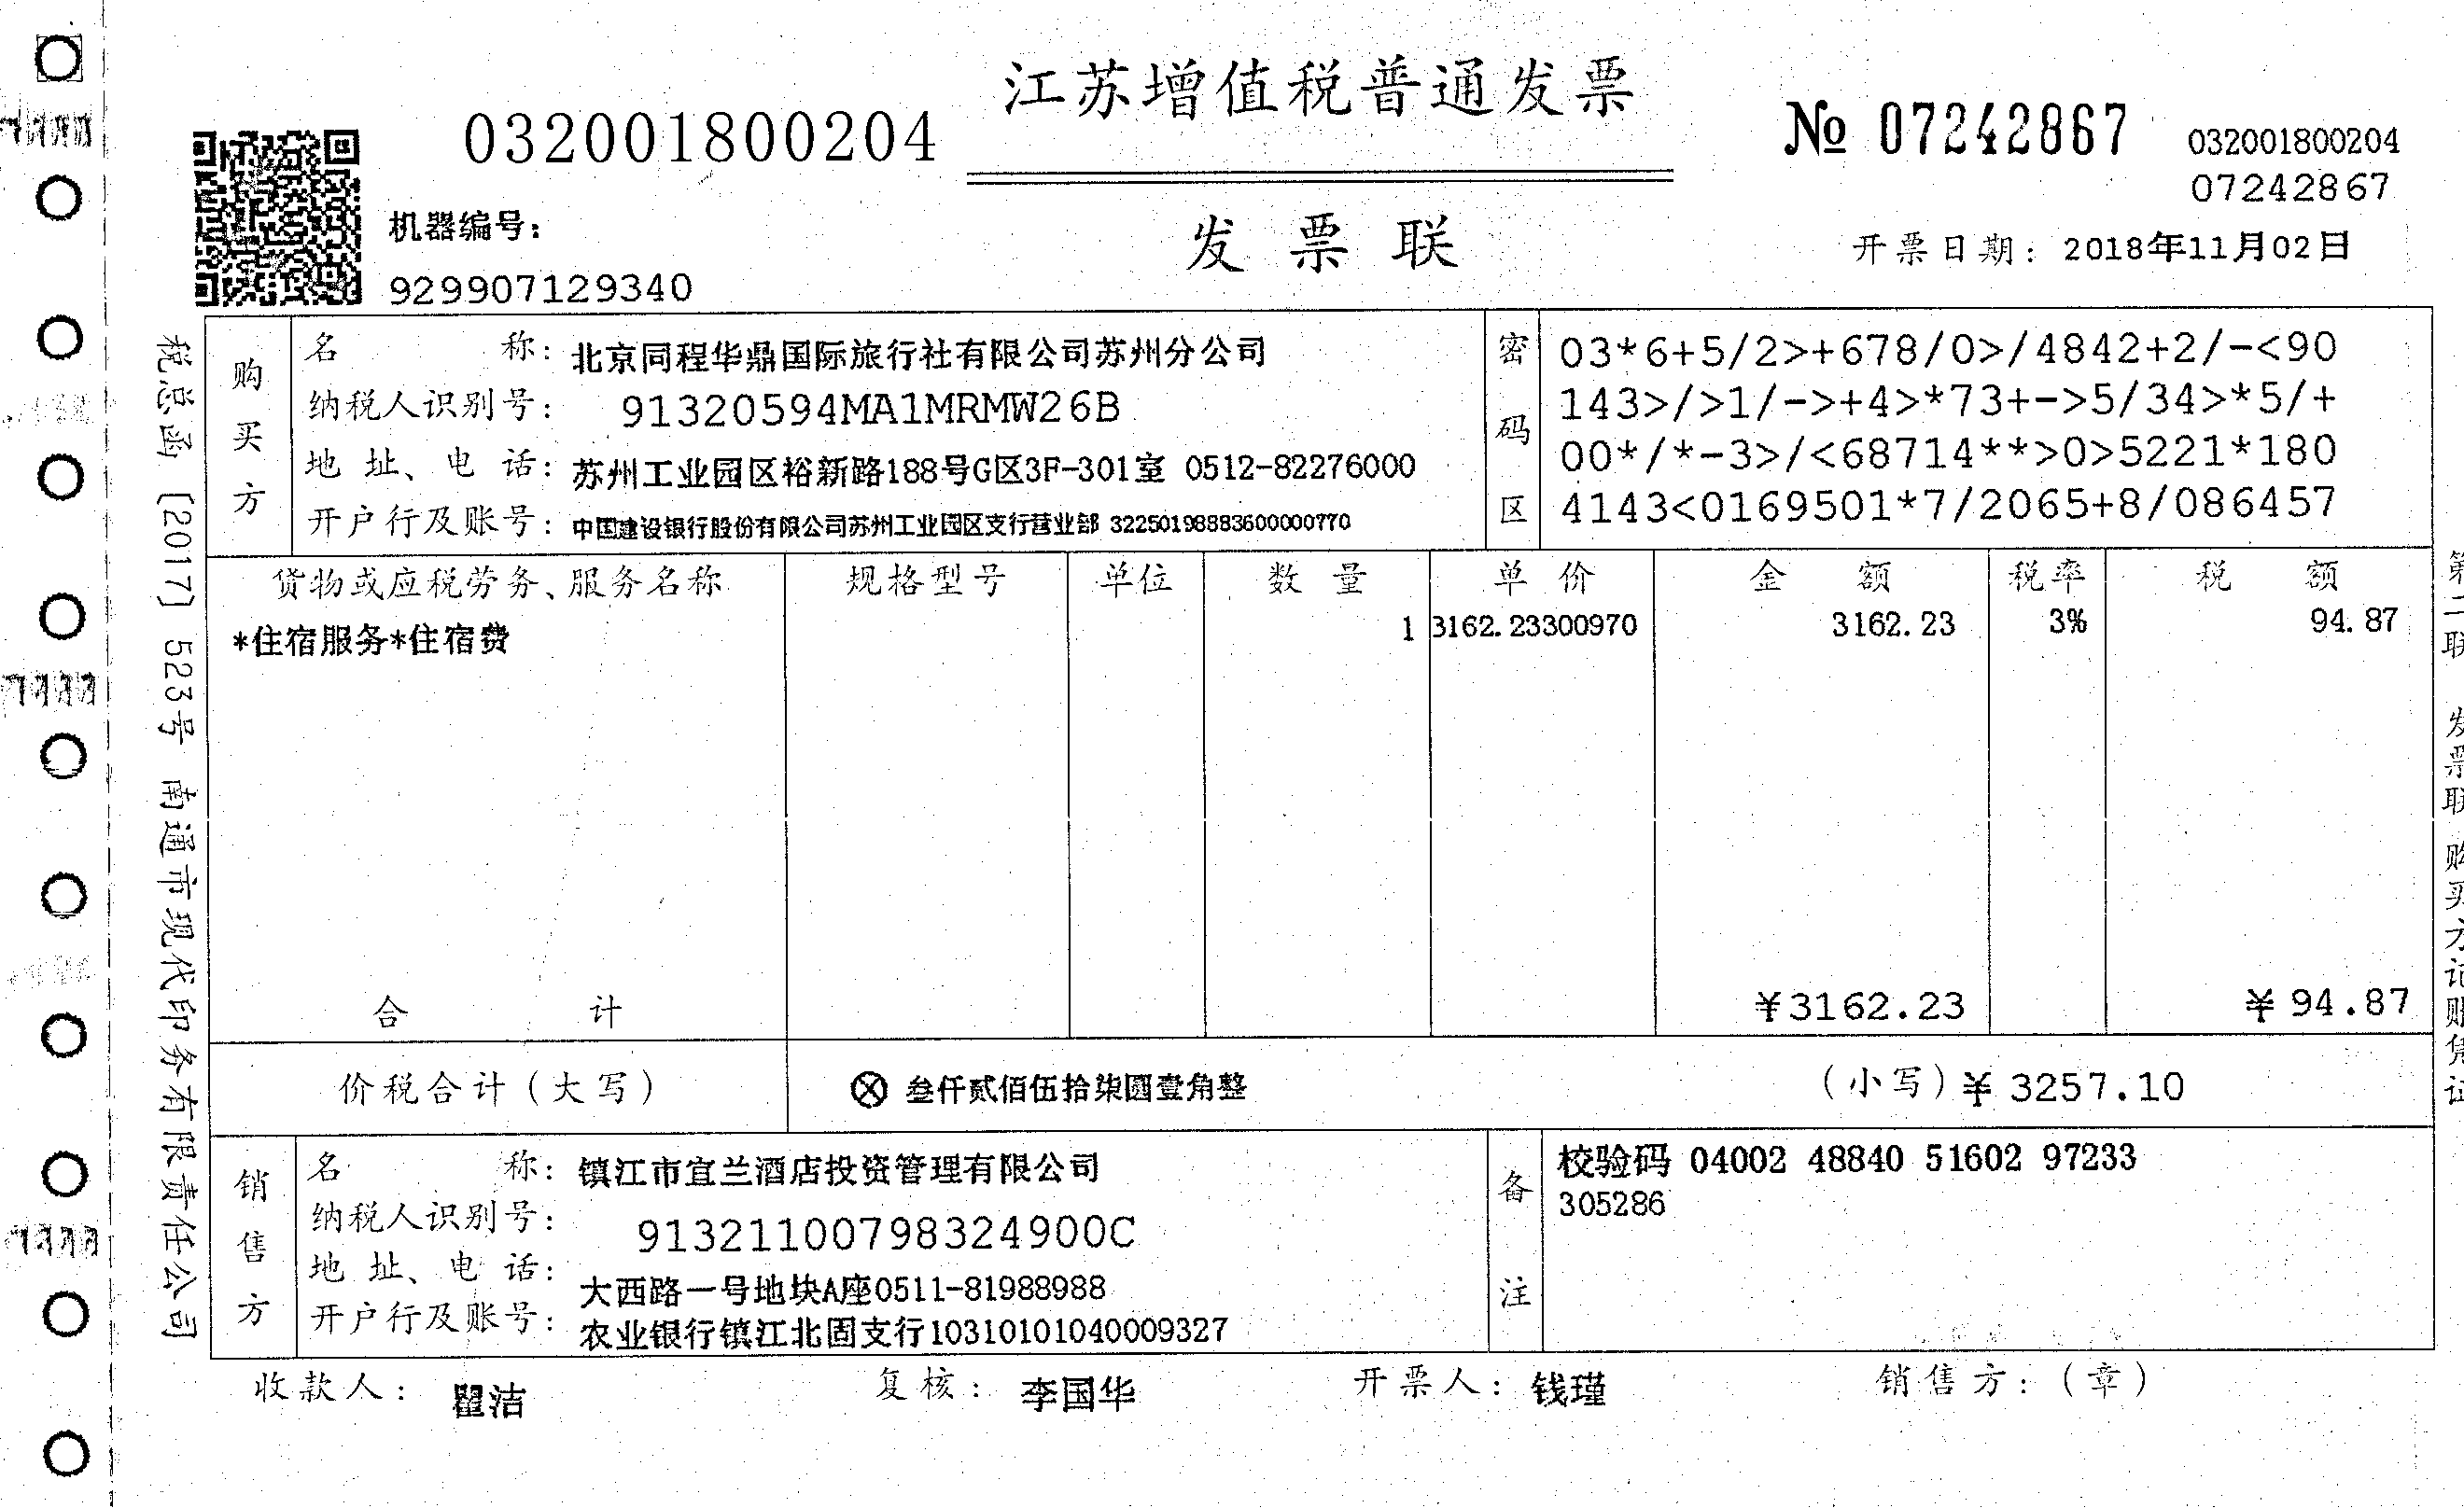 江苏增值税普通发票
032001800204
№ 07242867
032001800204
07242867
机器编号：
929907129340
发票联
开票日期：2018年11月02日
税总函〔2017〕523号 南通市现代印务有限责任公司
购买方
名称：北京同程华鼎国际旅行社有限公司苏州分公司
纳税人识别号：91320594MA1MRMW26B
地址、电话：苏州工业园区裕新路188号G区3F-301室 0512-82276000
开户行及账号：中国建设银行股份有限公司苏州工业园区支行营业部 32250198883600000770
密码区
03*6+5/2>+678/0>/4842+2/-<90
143>/>1/->+4>*73+->5/34>*5/+
00*/*-3>/<68714**>0>5221*180
4143<0169501*7/2065+8/086457
货物或应税劳务、服务名称 规格型号 单位 数量 单价 金额 税率 税额
*住宿服务*住宿费 1 3162.23300970 3162.23 3% 94.87
合计 ¥3162.23 ¥94.87
价税合计（大写） ⊗叁仟贰佰伍拾柒圆壹角整 （小写）¥3257.10
销售方
名称：镇江市宜兰酒店投资管理有限公司
纳税人识别号：91321100798324900C
地址、电话：大西路一号地块A座0511-81988988
开户行及账号：农业银行镇江北固支行10310101040009327
备注
校验码 04002 48840 51602 97233
305286
收款人：瞿洁 复核：李国华 开票人：钱瑾 销售方：（章）
第二联 发票联 购买方记账凭证